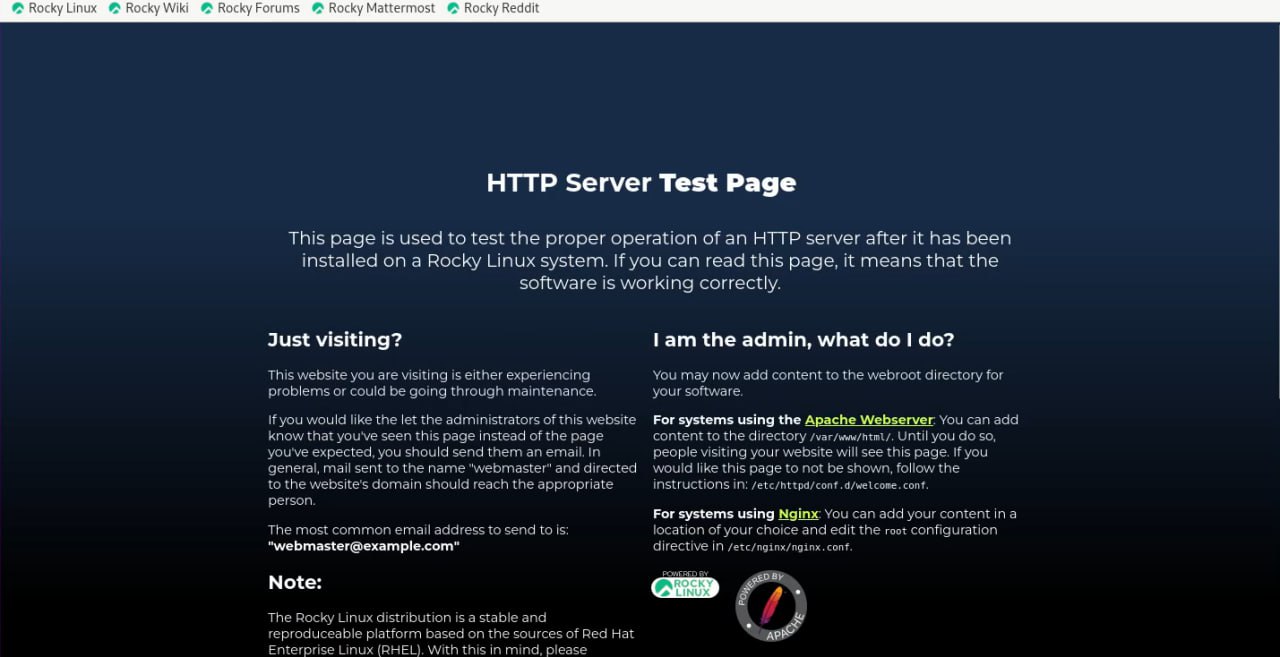 Rocky Linux Rocky Wiki Rocky Forums Rocky Mattermost Rocky Reddit
HTTP Server Test Page
This page is used to test the proper operation of an HTTP server after it has been
installed on a Rocky Linux system. If you can read this page, it means that the
software is working correctly.
Just visiting?
This website you are visiting is either experiencing
problems or could be going through maintenance.
If you would like the let the administrators of this website
know that you've seen this page instead of the page
you've expected, you should send them an email. In
general, mail sent to the name "webmaster" and directed
to the website's domain should reach the appropriate
person.
The most common email address to send to is:
"webmaster@example.com"
Note:
The Rocky Linux distribution is a stable and
reproduceable platform based on the sources of Red Hat
Enterprise Linux (RHEL). With this in mind, please
I am the admin, what do I do?
You may now add content to the webroot directory for
your software.
For systems using the Apache Webserver: You can add
content to the directory /var/www/html/. Until you do so,
people visiting your website will see this page. If you
would like this page to not be shown, follow the
instructions in: /etc/httpd/conf.d/welcome.conf.
For systems using Nginx: You can add your content in a
location of your choice and edit the root configuration
directive in /etc/nginx/nginx.conf.
POWERED BY
ROCKY
LINUX
POWERED BY
APACHE